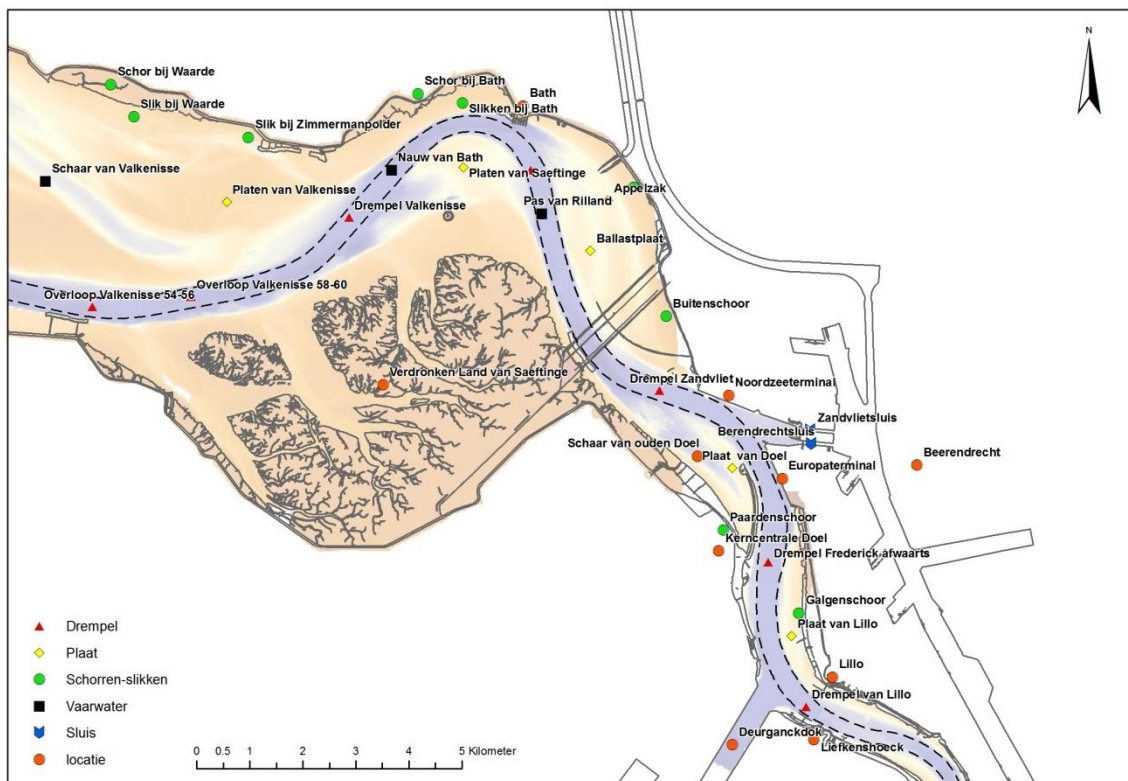 N
Schor bij Waarde
Slik bij Waarde
Slik bij Zimmermanpolder
Schor bij Bath
Bath
Slikken bij Bath
Schaar van Valkenisse
Nauw van Bath
Platen van Saeftinge
Platen van Valkenisse
Drempel Valkenisse
Appelzak
Pas van Rilland
Ballastplaat
Overloop Valkenisse 54-56
Overloop Valkenisse 58-60
Buitenschoor
Verdronken Land van Saeftinge
Drempel Zandvliet
Noordzeeterminal
Zandvlietsluis
Berendrechtsluis
Schaar van ouden Doel
Plaat van Doel
Europaterminal
Beerendrecht
Paardenschoor
Kerncentrale Doel
Drempel Frederick afwaarts
Galgenschoor
Plaat van Lillo
Lillo
Drempel van Lillo
Deurganckdok
Liefkenshoeck
Drempel
Plaat
Schorren-slikken
Vaarwater
Sluis
locatie
0 0.5 1 2 3 4 5 Kilometer